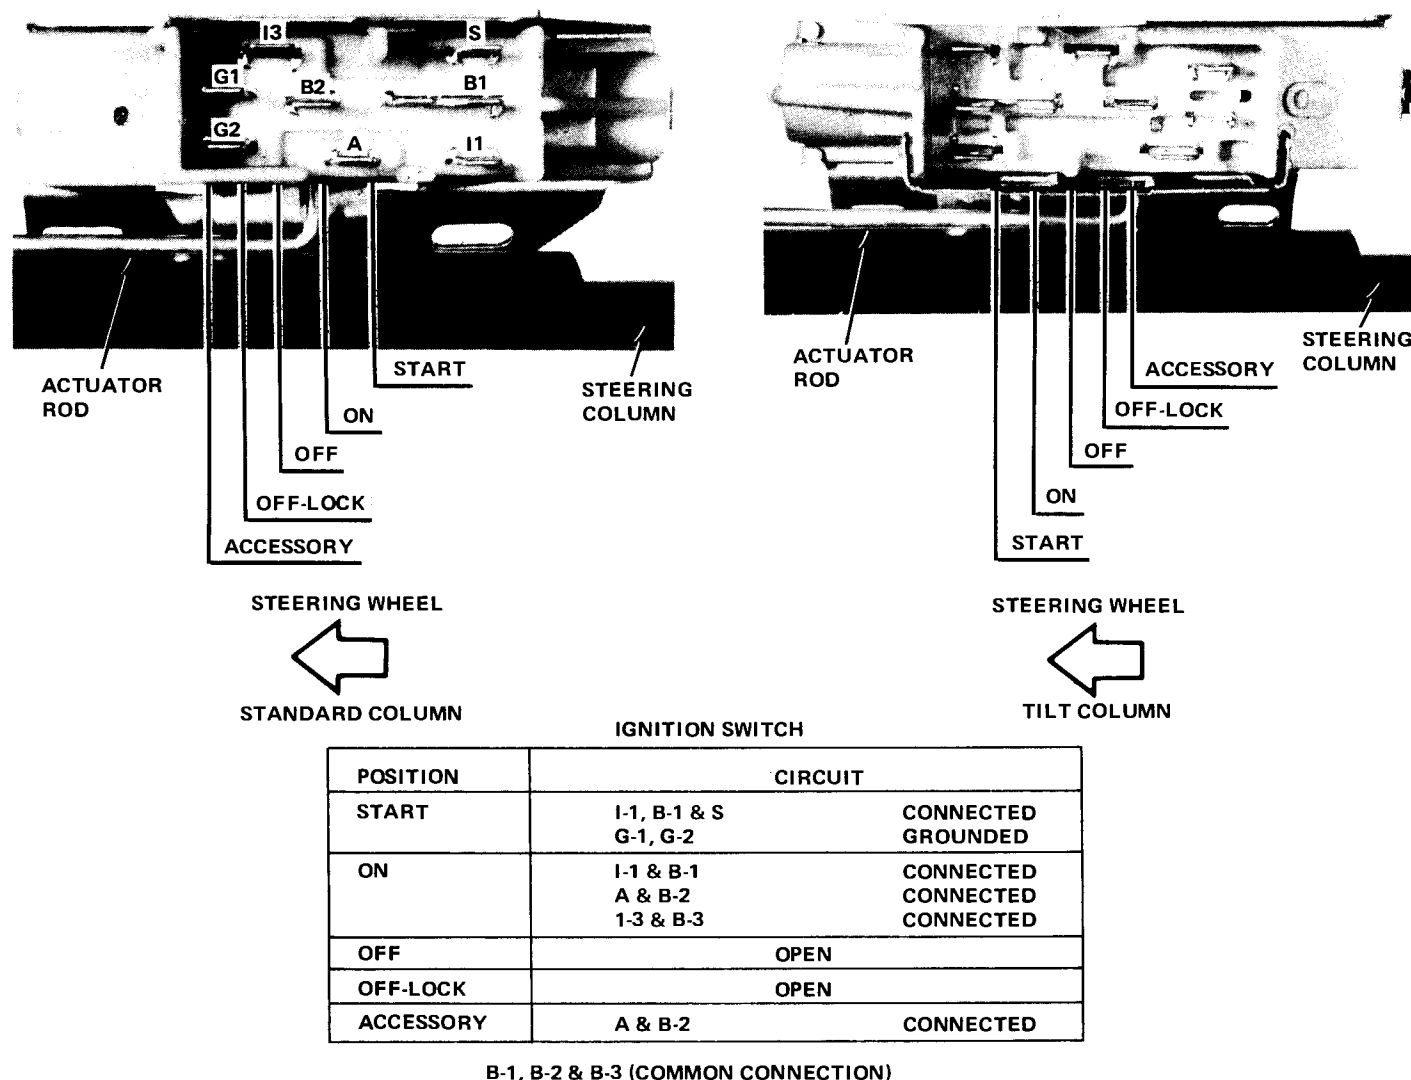 I3
S
G1
B2
B1
G2
A
I1
START
ACTUATOR
ROD
STEERING
COLUMN
ON
OFF
OFF-LOCK
ACCESSORY
STEERING WHEEL
STANDARD COLUMN
ACTUATOR
ROD
STEERING
COLUMN
ACCESSORY
OFF-LOCK
OFF
ON
START
STEERING WHEEL
TILT COLUMN
IGNITION SWITCH
POSITION CIRCUIT
START I-1, B-1 & S CONNECTED
G-1, G-2 GROUNDED
ON I-1 & B-1 CONNECTED
A & B-2 CONNECTED
1-3 & B-3 CONNECTED
OFF OPEN
OFF-LOCK OPEN
ACCESSORY A & B-2 CONNECTED
B-1, B-2 & B-3 (COMMON CONNECTION)